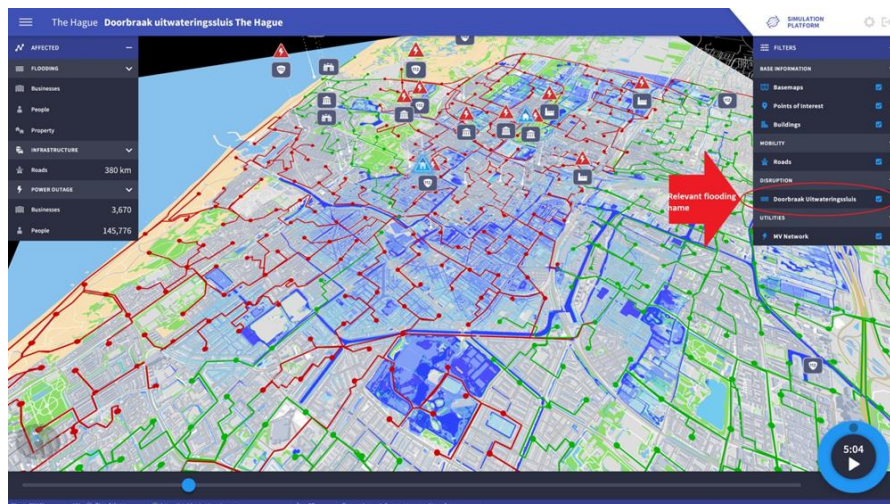 The Hague Doorbraak uitwateringssluis The Hague
SIMULATION
PLATFORM
AFFECTED
FLOODING
Businesses
People
Property
INFRASTRUCTURE
Roads 380 km
POWER OUTAGE
Businesses 3,670
People 145,776
FILTERS
BASE INFORMATION
Basemaps
Points of Interest
Buildings
MOBILITY
Roads
DISRUPTION
Doorbraak Uitwateringssluis
UTILITIES
MV Network
Relevant flooding
name
5:04